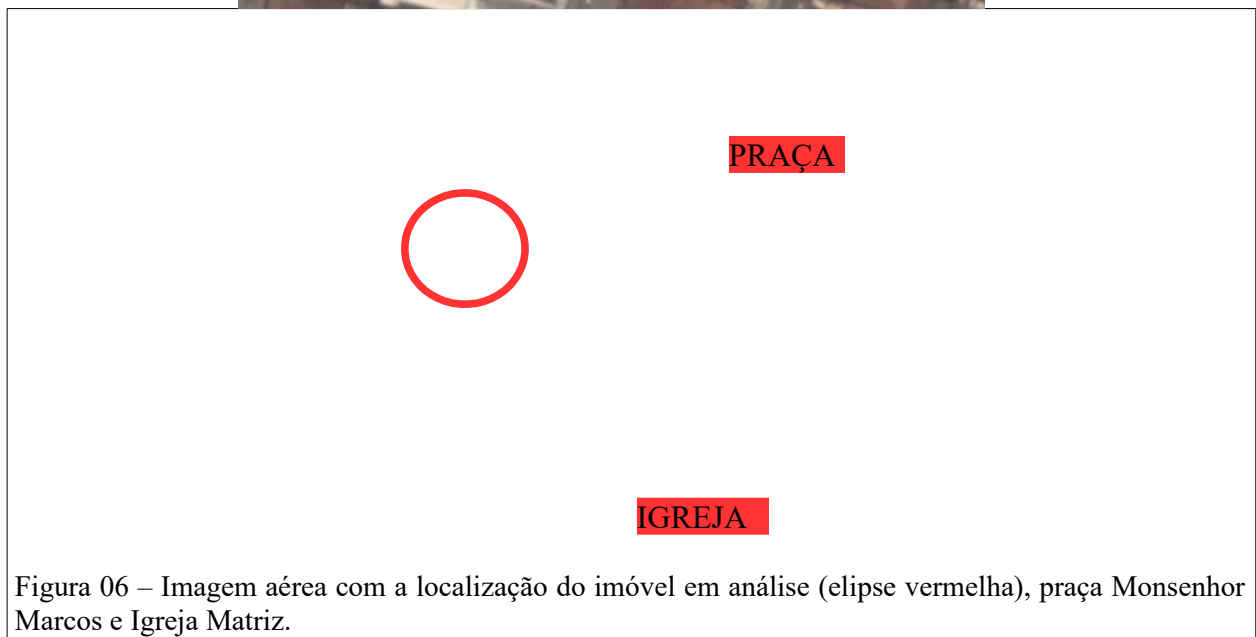 PRAÇA
IGREJA
Figura 06 – Imagem aérea com a localização do imóvel em análise (elipse vermelha), praça Monsenhor
Marcos e Igreja Matriz.